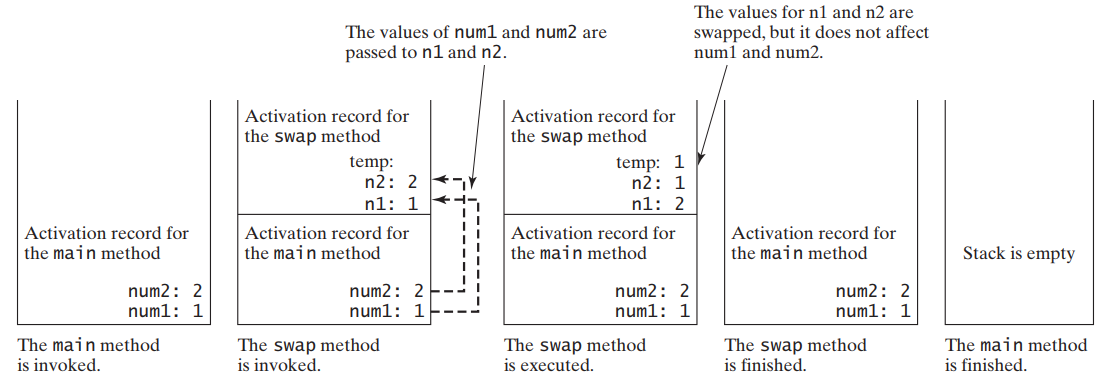 The values of num1 and num2 are
passed to n1 and n2.
The values for n1 and n2 are
swapped, but it does not affect
num1 and num2.
Activation record for
the main method
num2: 2
num1: 1
The main method
is invoked.
Activation record for
the swap method
temp:
n2: 2
n1: 1
Activation record for
the main method
num2: 2
num1: 1
The swap method
is invoked.
Activation record for
the swap method
temp: 1
n2: 1
n1: 2
Activation record for
the main method
num2: 2
num1: 1
The swap method
is executed.
Activation record for
the main method
num2: 2
num1: 1
The swap method
is finished.
Stack is empty
The main method
is finished.